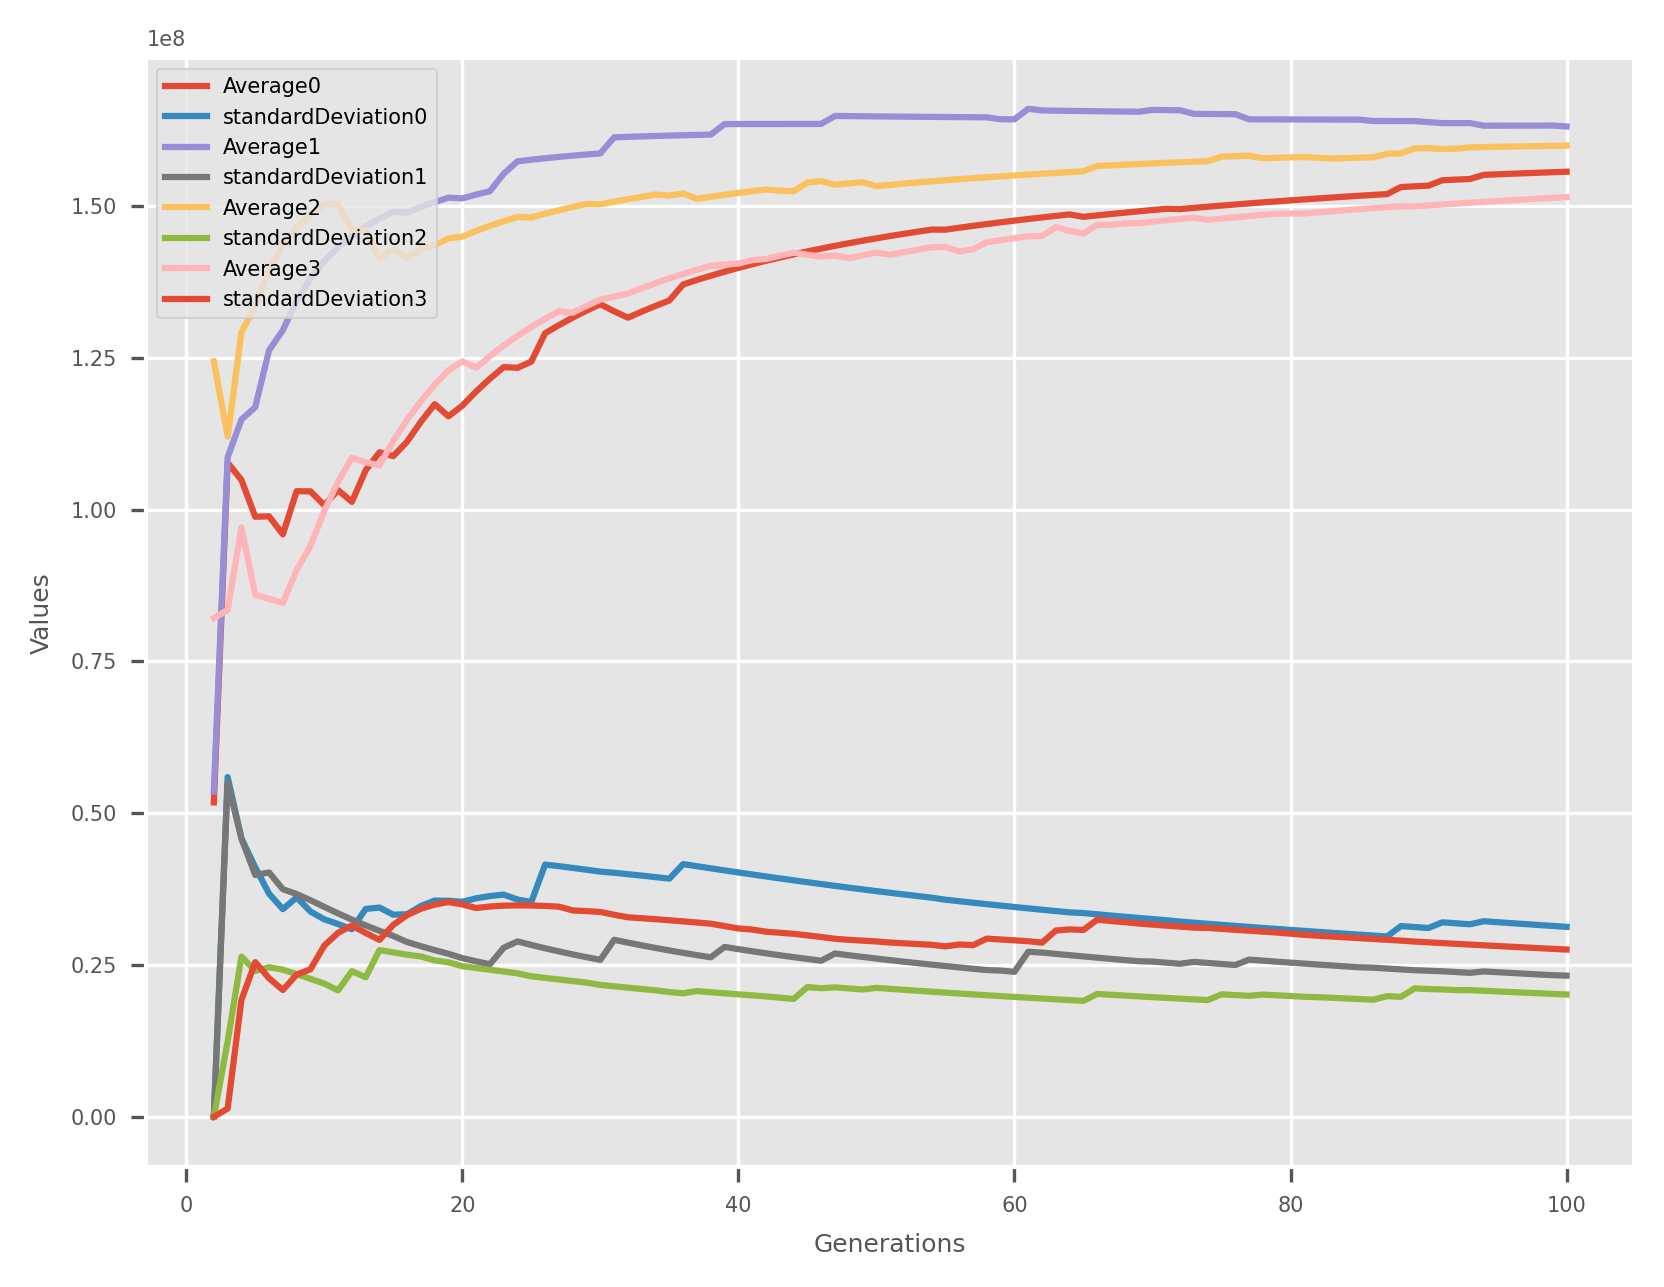 1e8
Average0
standardDeviation0
Average1
standardDeviation1
Average2
standardDeviation2
Average3
standardDeviation3
1.50
1.25
1.00
0.75
0.50
0.25
0.00
Values
0 20 40 60 80 100
Generations